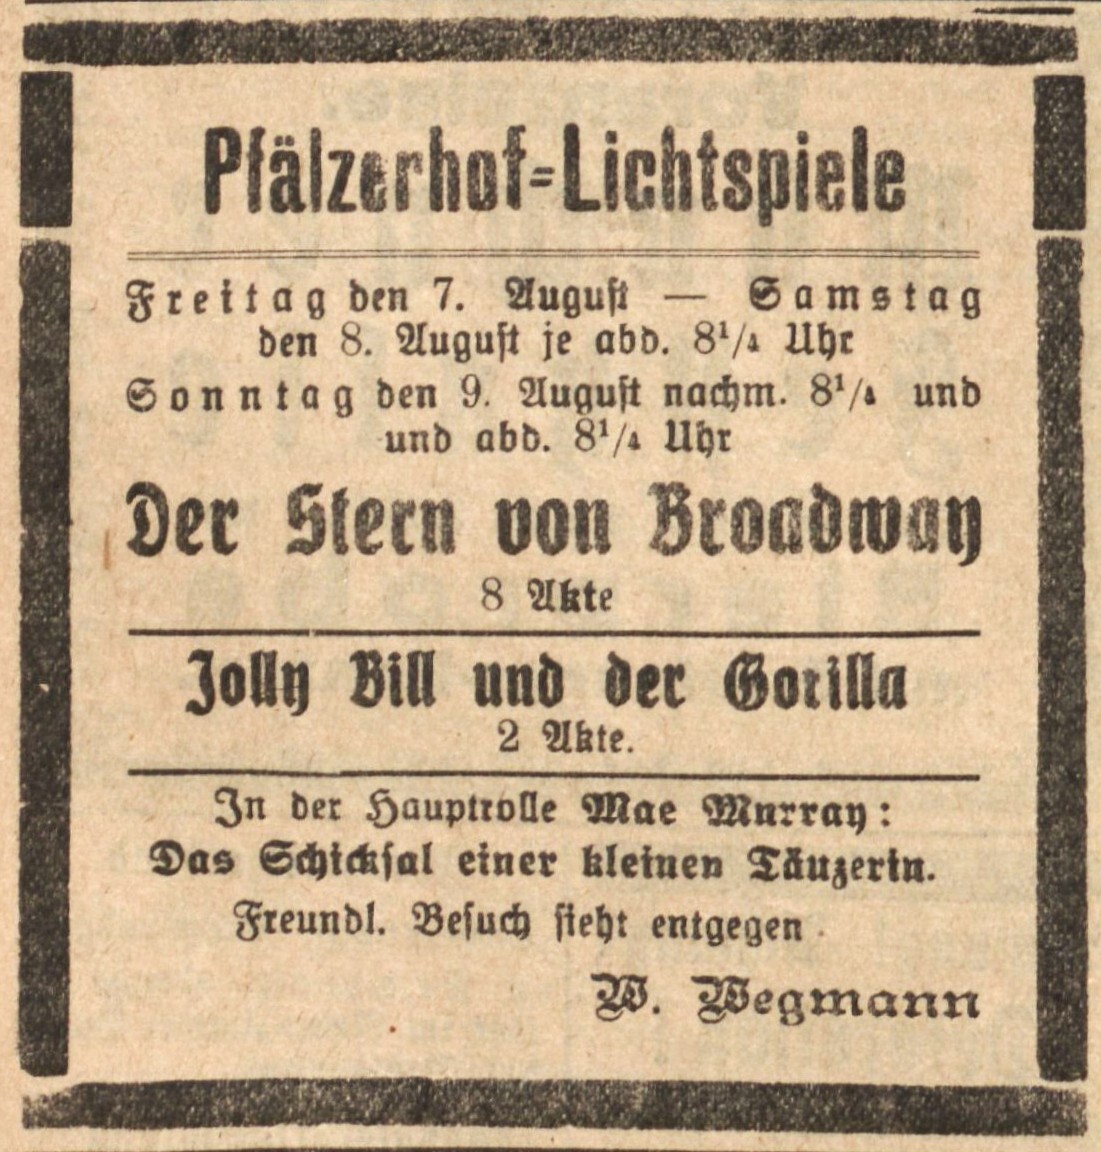 Pfälzerhof=Lichtspiele
Freitag den 7. August — Samstag
den 8. August je abd. 8¹/₄ Uhr
Sonntag den 9. August nachm. 8¹/₄ und
und abd. 8¹/₄ Uhr
Der Stern von Broadway
8 Akte
Jolly Bill und der Gorilla
2 Akte.
In der Hauptrolle Mae Murray:
Das Schicksal einer kleinen Tänzerin.
Freundl. Besuch sieht entgegen
W. Wegmann